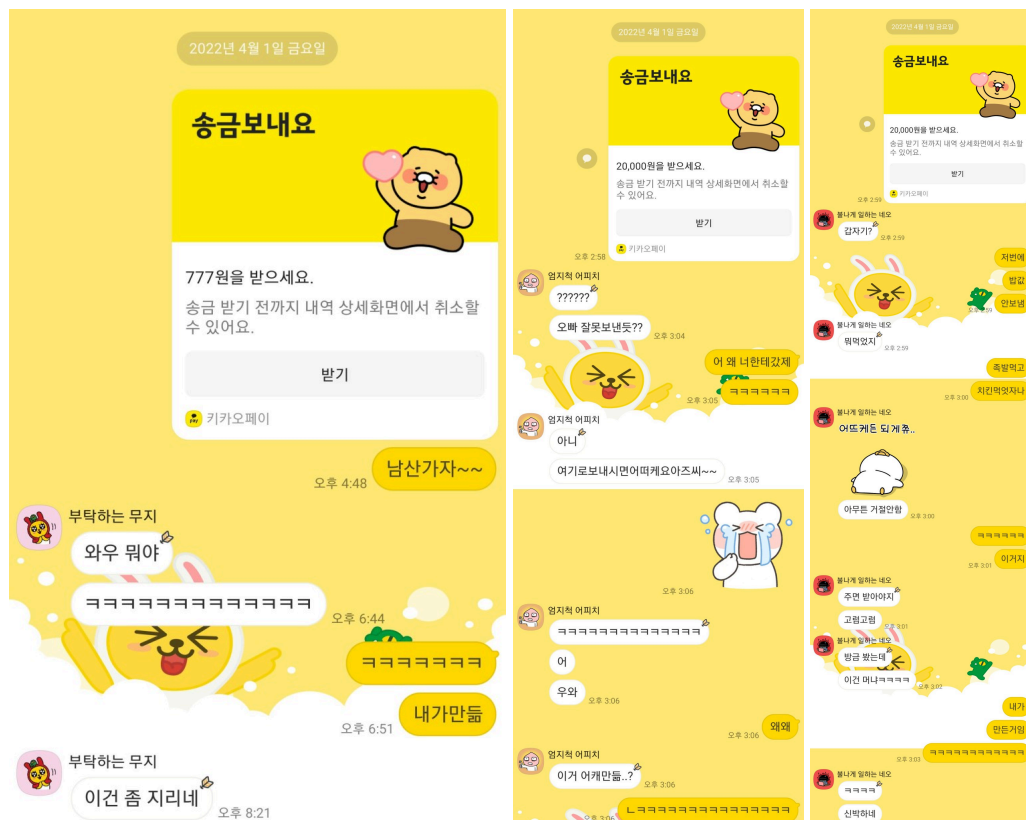 2022년 4월 1일 금요일
송금보내요
777원을 받으세요.
송금 받기 전까지 내역 상세화면에서 취소할
수 있어요.
받기
pay 키카오페이
남산가자~~
오후 4:48
부탁하는 무지
와우 뭐야
ㅋㅋㅋㅋㅋㅋㅋㅋㅋㅋㅋㅋㅋ
오후 6:44
ㅋㅋㅋㅋㅋㅋㅋ
내가만듦
오후 6:51
부탁하는 무지
이건 좀 지리네
오후 8:21
2022년 4월 1일 금요일
송금보내요
20,000원을 받으세요.
송금 받기 전까지 내역 상세화면에서 취소할
수 있어요.
받기
키카오페이
오후 2:58
엄지척 어피치
??????
오빠 잘못보낸듯??
오후 3:04
어 왜 너한테갔제
ㅋㅋㅋㅋㅋㅋ
오후 3:05
엄지척 어피치
아니
여기로보내시면어떠케요아즈씨~~
오후 3:05
오후 3:06
엄지척 어피치
ㅋㅋㅋㅋㅋㅋㅋㅋㅋㅋㅋㅋㅋㅋ
어
우와
오후 3:06
왜왜
오후 3:06
엄지척 어피치
이거 어캐만듦..?
오후 3:06
ㄴㅋㅋㅋㅋㅋㅋㅋㅋㅋㅋㅋㅋㅋㅋㅋ
오후 3:06
2022년 4월 1일 금요일
송금보내요
20,000원을 받으세요.
송금 받기 전까지 내역 상세화면에서 취소할
수 있어요.
받기
키카오페이
오후 2:59
불나게 일하는 네오
갑자기?
오후 2:59
저번에
밥값
안보냄
오후 2:59
불나게 일하는 네오
뭐먹었지
오후 2:59
족발먹고
치킨먹엇자나
오후 3:00
불나게 일하는 네오
어뜨케든 되게쥬..
아무튼 거절안함
오후 3:00
ㅋㅋㅋㅋㅋㅋ
이거지
오후 3:01
불나게 일하는 네오
주면 받아야지
고럼고럼
오후 3:01
불나게 일하는 네오
방금 봤는데
이건 머냐ㅋㅋㅋㅋ
오후 3:02
내가
만든거임
ㅋㅋㅋㅋㅋㅋㅋㅋㅋㅋㅋㅋ
오후 3:03
불나게 일하는 네오
ㅋㅋㅋㅋ
신박하네